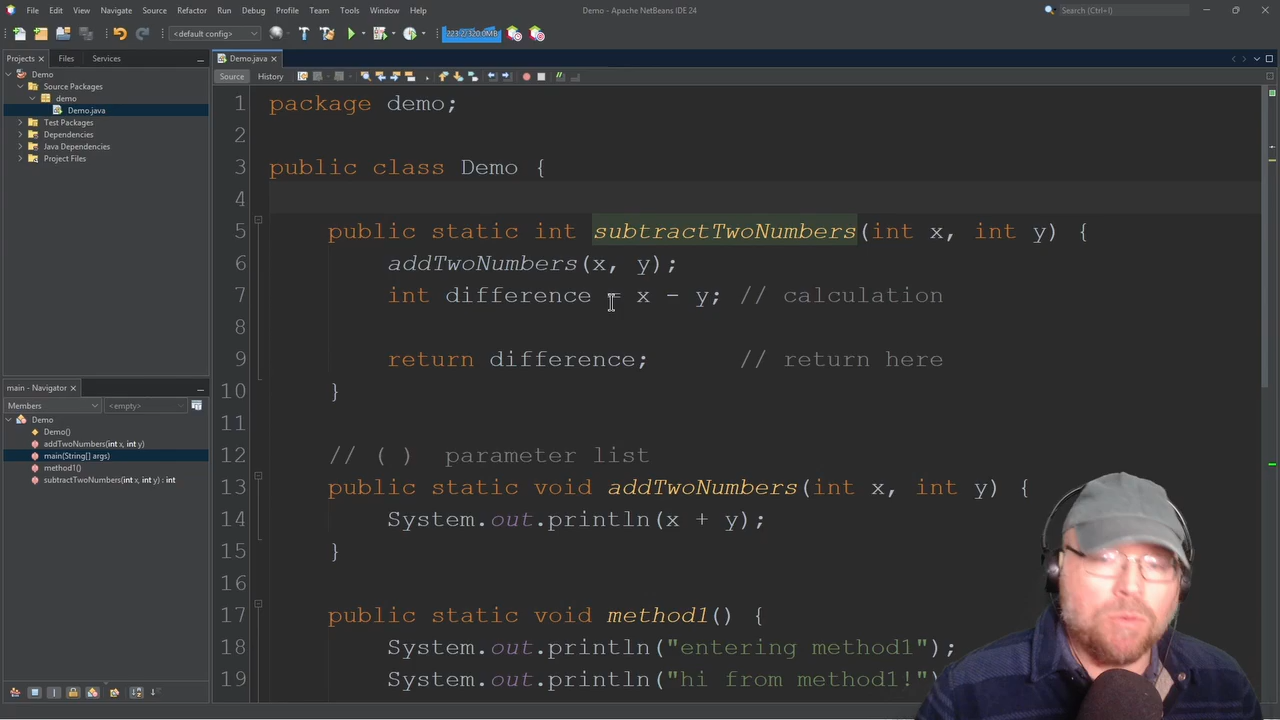 File Edit View Navigate Source Refactor Run Debug Profile Team Tools Window Help
Demo - Apache NetBeans IDE 24
Search (Ctrl+I)
<default config>
223.2/320.0MB
Projects Files Services
Demo.java
Source History
Demo
Source Packages
demo
Demo.java
Test Packages
Dependencies
Java Dependencies
Project Files
main - Navigator
Members
<empty>
Demo
Demo()
addTwoNumbers(int x, int y)
main(String[] args)
method1()
subtractTwoNumbers(int x, int y) : int
1 package demo;
2
3 public class Demo {
4
5 public static int subtractTwoNumbers(int x, int y) {
6 addTwoNumbers(x, y);
7 int difference = x - y; // calculation
8
9 return difference; // return here
10 }
11
12 // ( ) parameter list
13 public static void addTwoNumbers(int x, int y) {
14 System.out.println(x + y);
15 }
16
17 public static void method1() {
18 System.out.println("entering method1");
19 System.out.println("hi from method1!")